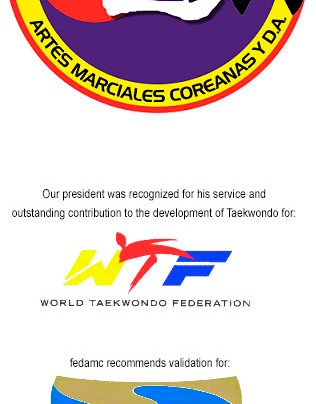 ARTES MARCIALES COREANAS Y D.A.
Our president was recognized for his service and
outstanding contribution to the development of Taekwondo for:
WTF
WORLD TAEKWONDO FEDERATION
fedamc recommends validation for: